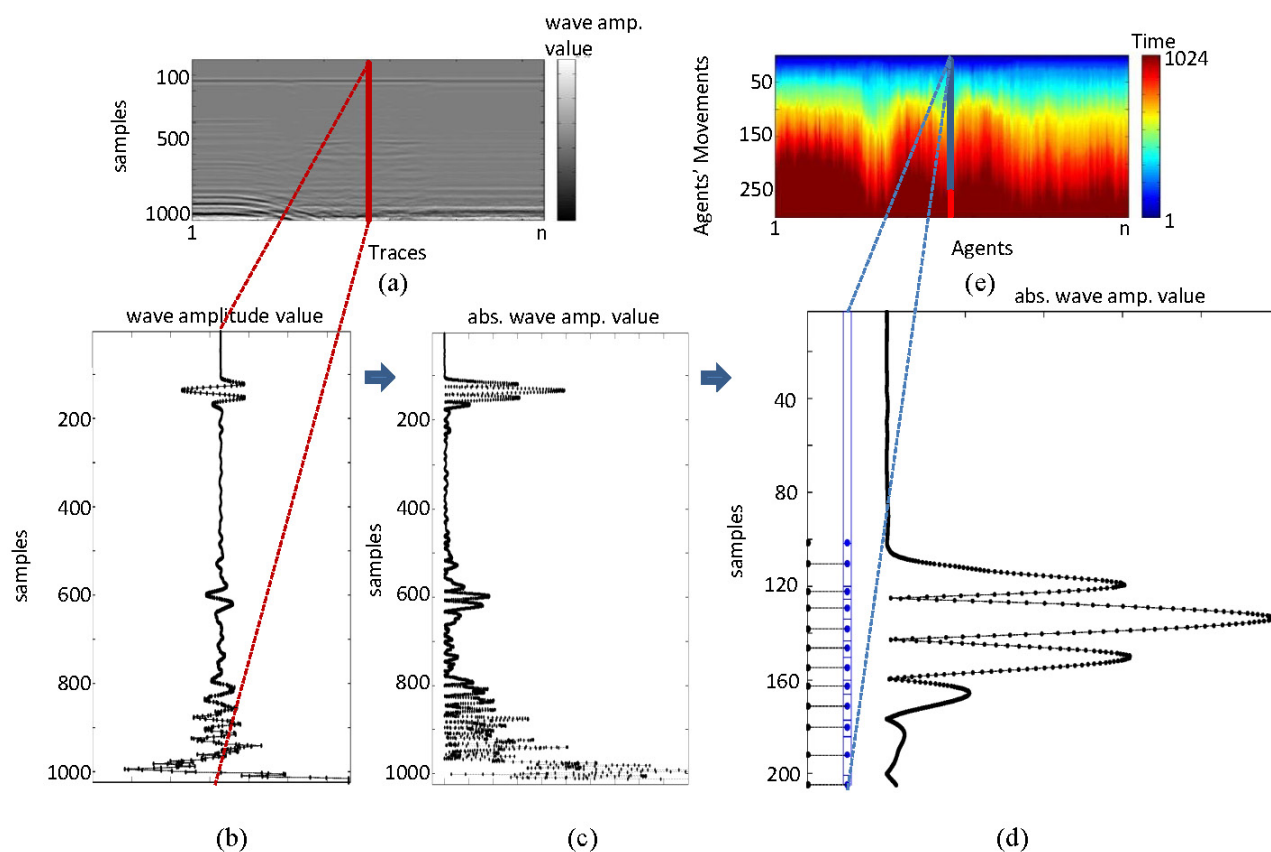 wave amp.
value
100
500
1000
samples
1
n
Traces
(a)
Time
1024
1
50
150
250
Agents' Movements
1
n
Agents
(e)
wave amplitude value
200
400
600
800
1000
samples
(b)
abs. wave amp. value
200
400
600
800
1000
samples
(c)
abs. wave amp. value
40
80
120
160
200
samples
(d)